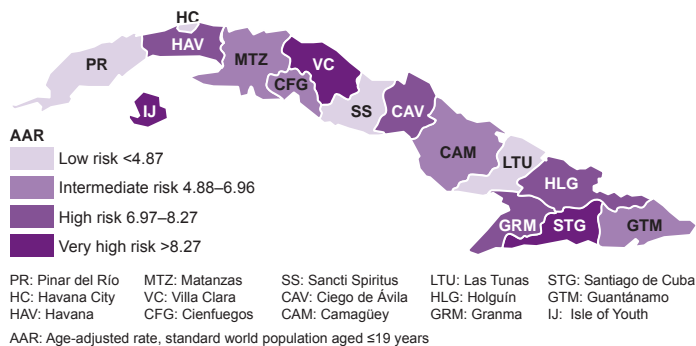 HC
HAV
PR
MTZ
VC
CFG
IJ
SS
CAV
AAR
Low risk <4.87
CAM
LTU
Intermediate risk 4.88–6.96
HLG
High risk 6.97–8.27
GRM
STG
GTM
Very high risk >8.27
PR: Pinar del Río MTZ: Matanzas SS: Sancti Spiritus LTU: Las Tunas STG: Santiago de Cuba
HC: Havana City VC: Villa Clara CAV: Ciego de Ávila HLG: Holguín GTM: Guantánamo
HAV: Havana CFG: Cienfuegos CAM: Camagüey GRM: Granma IJ: Isle of Youth
AAR: Age-adjusted rate, standard world population aged ≤19 years